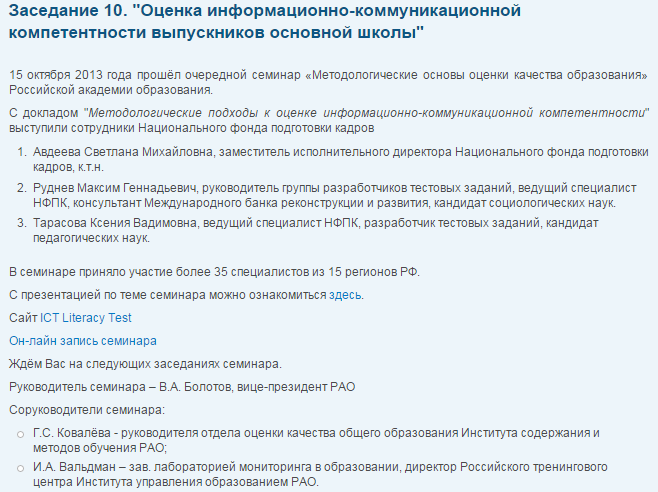 Заседание 10. "Оценка информационно-коммуникационной
компетентности выпускников основной школы"
15 октября 2013 года прошёл очередной семинар «Методологические основы оценки качества образования»
Российской академии образования.
С докладом "Методологические подходы к оценке информационно-коммуникационной компетентности"
выступили сотрудники Национального фонда подготовки кадров
1. Авдеева Светлана Михайловна, заместитель исполнительного директора Национального фонда подготовки
кадров, к.т.н.
2. Руднев Максим Геннадьевич, руководитель группы разработчиков тестовых заданий, ведущий специалист
НФПК, консультант Международного банка реконструкции и развития, кандидат социологических наук.
3. Тарасова Ксения Вадимовна, ведущий специалист НФПК, разработчик тестовых заданий, кандидат
педагогических наук.
В семинаре приняло участие более 35 специалистов из 15 регионов РФ.
С презентацией по теме семинара можно ознакомиться здесь.
Сайт ICT Literacy Test
Он-лайн запись семинара
Ждём Вас на следующих заседаниях семинара.
Руководитель семинара – В.А. Болотов, вице-президент РАО
Соруководители семинара:
Г.С. Ковалёва - руководителя отдела оценки качества общего образования Института содержания и
методов обучения РАО;
И.А. Вальдман – зав. лабораторией мониторинга в образовании, директор Российского тренингового
центра Института управления образованием РАО.